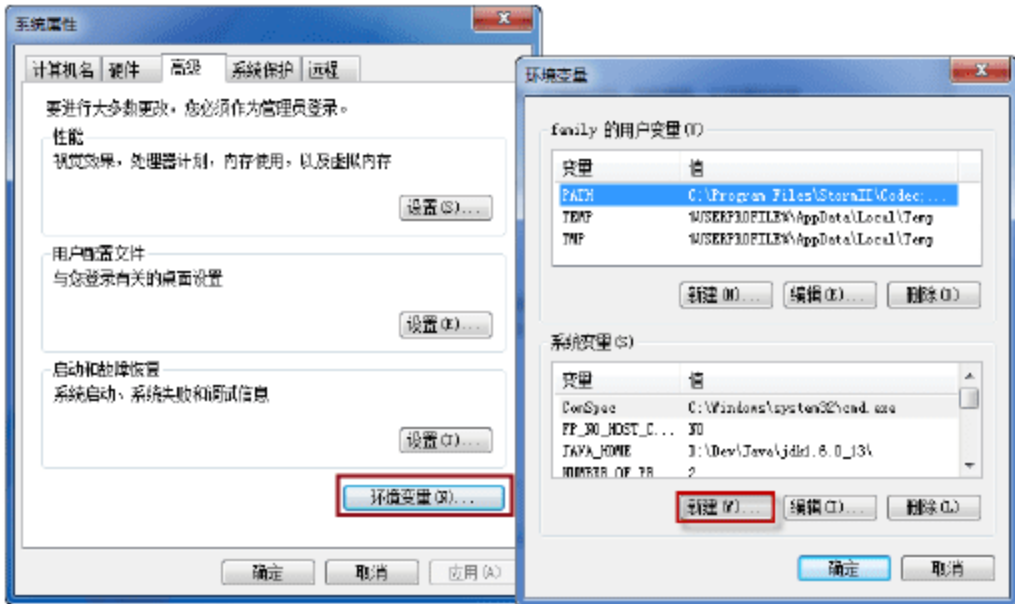 系统属性
计算机名 硬件 高级 系统保护 远程
要进行大多数更改，您必须作为管理员登录。
性能
视觉效果，处理器计划，内存使用，以及虚拟内存
设置(S)...
用户配置文件
与您登录有关的桌面设置
设置(E)...
启动和故障恢复
系统启动、系统失败和调试信息
设置(T)...
环境变量(N)...
确定 取消 应用(A)
环境变量
family 的用户变量(U)
变量 值
PATH C:\Program Files\StormII\Codec;...
TEMP %USERPROFILE%\AppData\Local\Temp
TMP %USERPROFILE%\AppData\Local\Temp
新建(N)... 编辑(E)... 删除(D)
系统变量(S)
变量 值
ComSpec C:\Windows\system32\cmd.exe
FP_NO_HOST_C... NO
JAVA_HOME D:\Dev\Java\jdk1.6.0_13\
NUMBER_OF_PR 2
新建(W)... 编辑(I)... 删除(L)
确定 取消